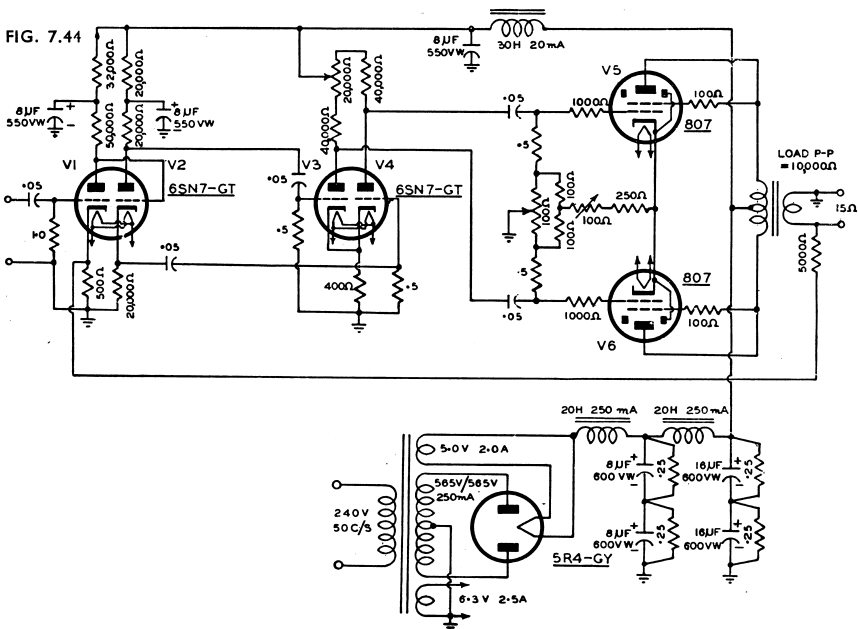 FIG. 7.44
32,000Ω
20,000Ω
8µF
550VW
+
-
50,000Ω
20,000Ω
+
8µF
550VW
-
8µF
550VW
30H 20mA
20,000Ω
40,000Ω
40,000Ω
V1
V2
6SN7-GT
V3
V4
6SN7-GT
·05
1·0
500Ω
20,000Ω
·05
·05
·5
400Ω
·5
·05
·05
1000Ω
·5
100Ω
100Ω
100Ω
100Ω
250Ω
·5
1000Ω
V5
807
100Ω
807
V6
100Ω
LOAD P-P
=10,000Ω
15Ω
5000Ω
240V
50C/S
5·0V 2·0A
565V/565V
250mA
6·3V 2·5A
5R4-GY
20H 250mA
20H 250mA
8µF
600VW
+
-
·25
16µF
600VW
+
-
·25
8µF
600VW
+
-
·25
16µF
600VW
+
-
·25